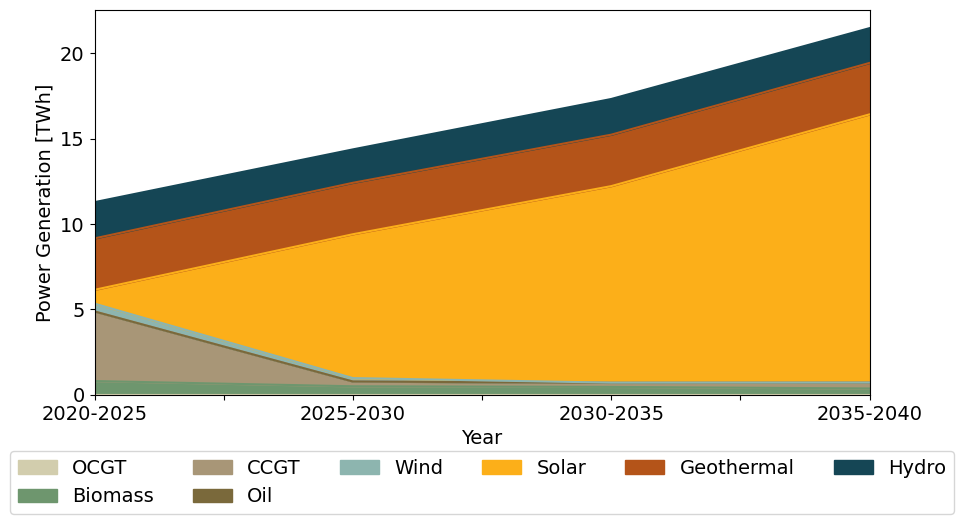 Power Generation [TWh]
20
15
10
5
0
2020-2025 2025-2030 2030-2035 2035-2040
Year
OCGT CCGT Wind Solar Geothermal Hydro
Biomass Oil